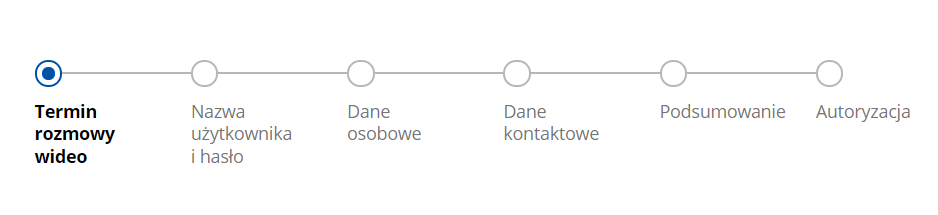 Termin
rozmowy
wideo
Nazwa
użytkownika
i hasło
Dane
osobowe
Dane
kontaktowe
Podsumowanie
Autoryzacja